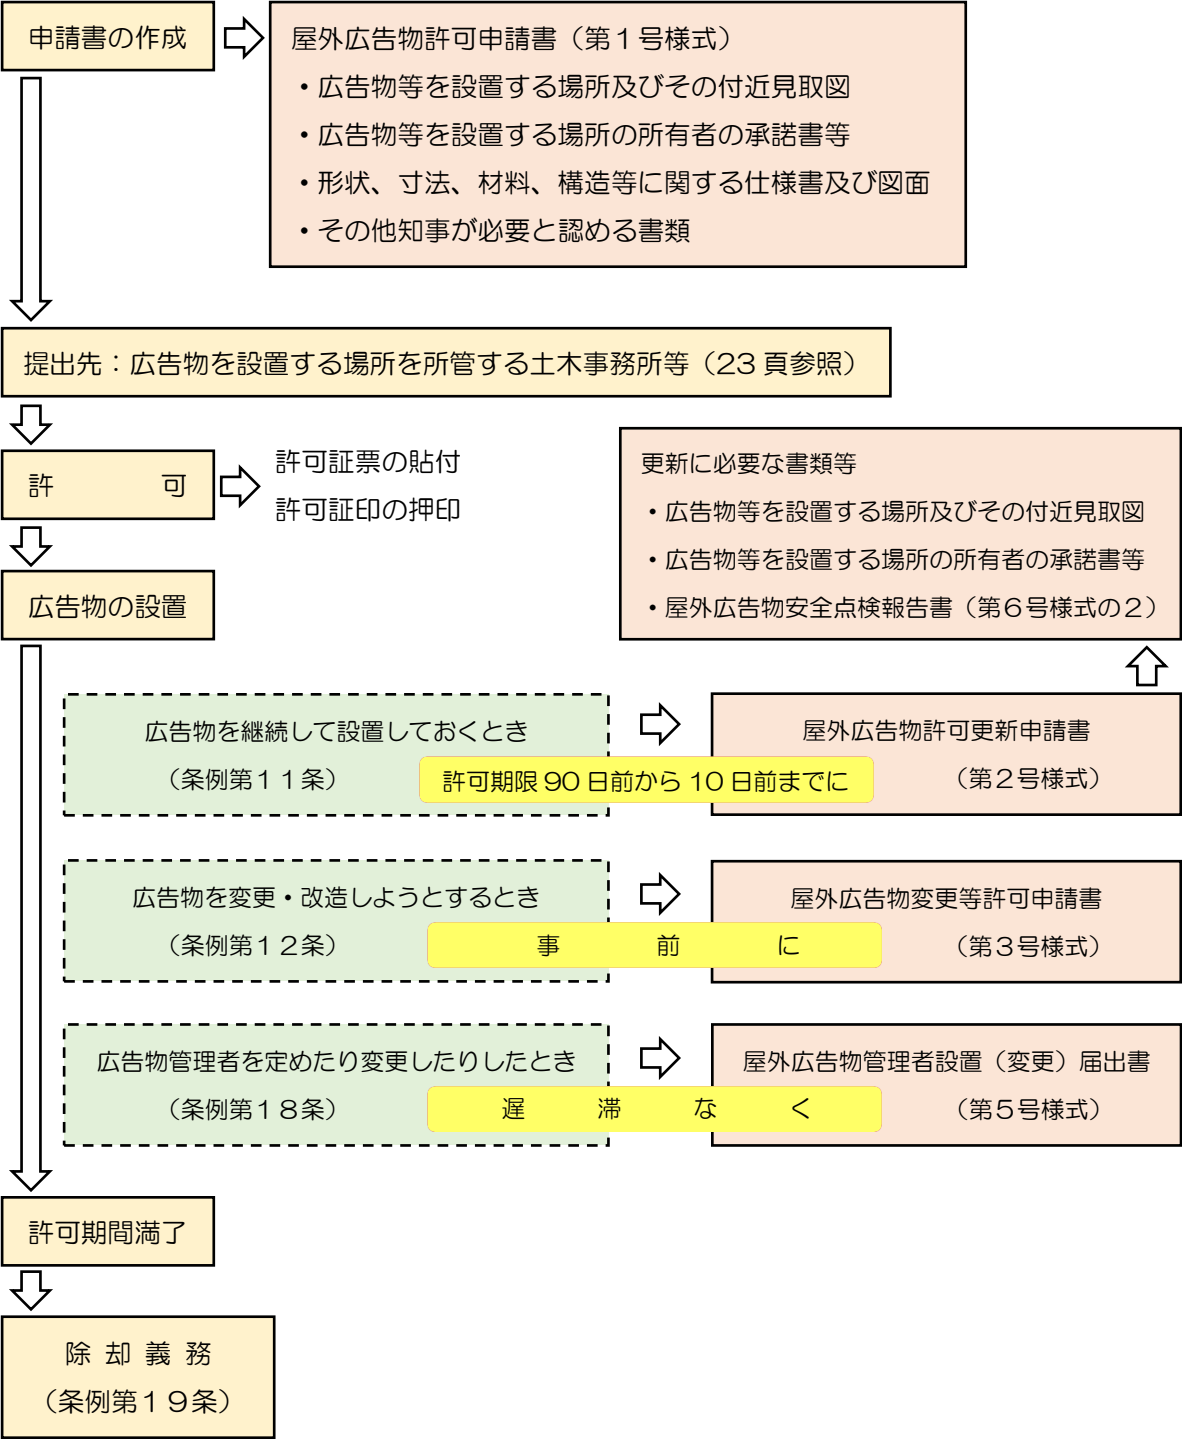 申請書の作成
屋外広告物許可申請書（第１号様式）
・広告物等を設置する場所及びその付近見取図
・広告物等を設置する場所の所有者の承諾書等
・形状、寸法、材料、構造等に関する仕様書及び図面
・その他知事が必要と認める書類
提出先：広告物を設置する場所を所管する土木事務所等（23 頁参照）
許　　　　可
許可証票の貼付
許可証印の押印
広告物の設置
更新に必要な書類等
・広告物等を設置する場所及びその付近見取図
・広告物等を設置する場所の所有者の承諾書等
・屋外広告物安全点検報告書（第６号様式の２）
広告物を継続して設置しておくとき
（条例第１１条）
許可期限 90 日前から 10 日前までに
屋外広告物許可更新申請書
（第２号様式）
広告物を変更・改造しようとするとき
（条例第１２条）
事　　　前　　　に
屋外広告物変更等許可申請書
（第３号様式）
広告物管理者を定めたり変更したりしたとき
（条例第１８条）
遅　　滞　　な　　く
屋外広告物管理者設置（変更）届出書
（第５号様式）
許可期間満了
除 却 義 務
（条例第１９条）